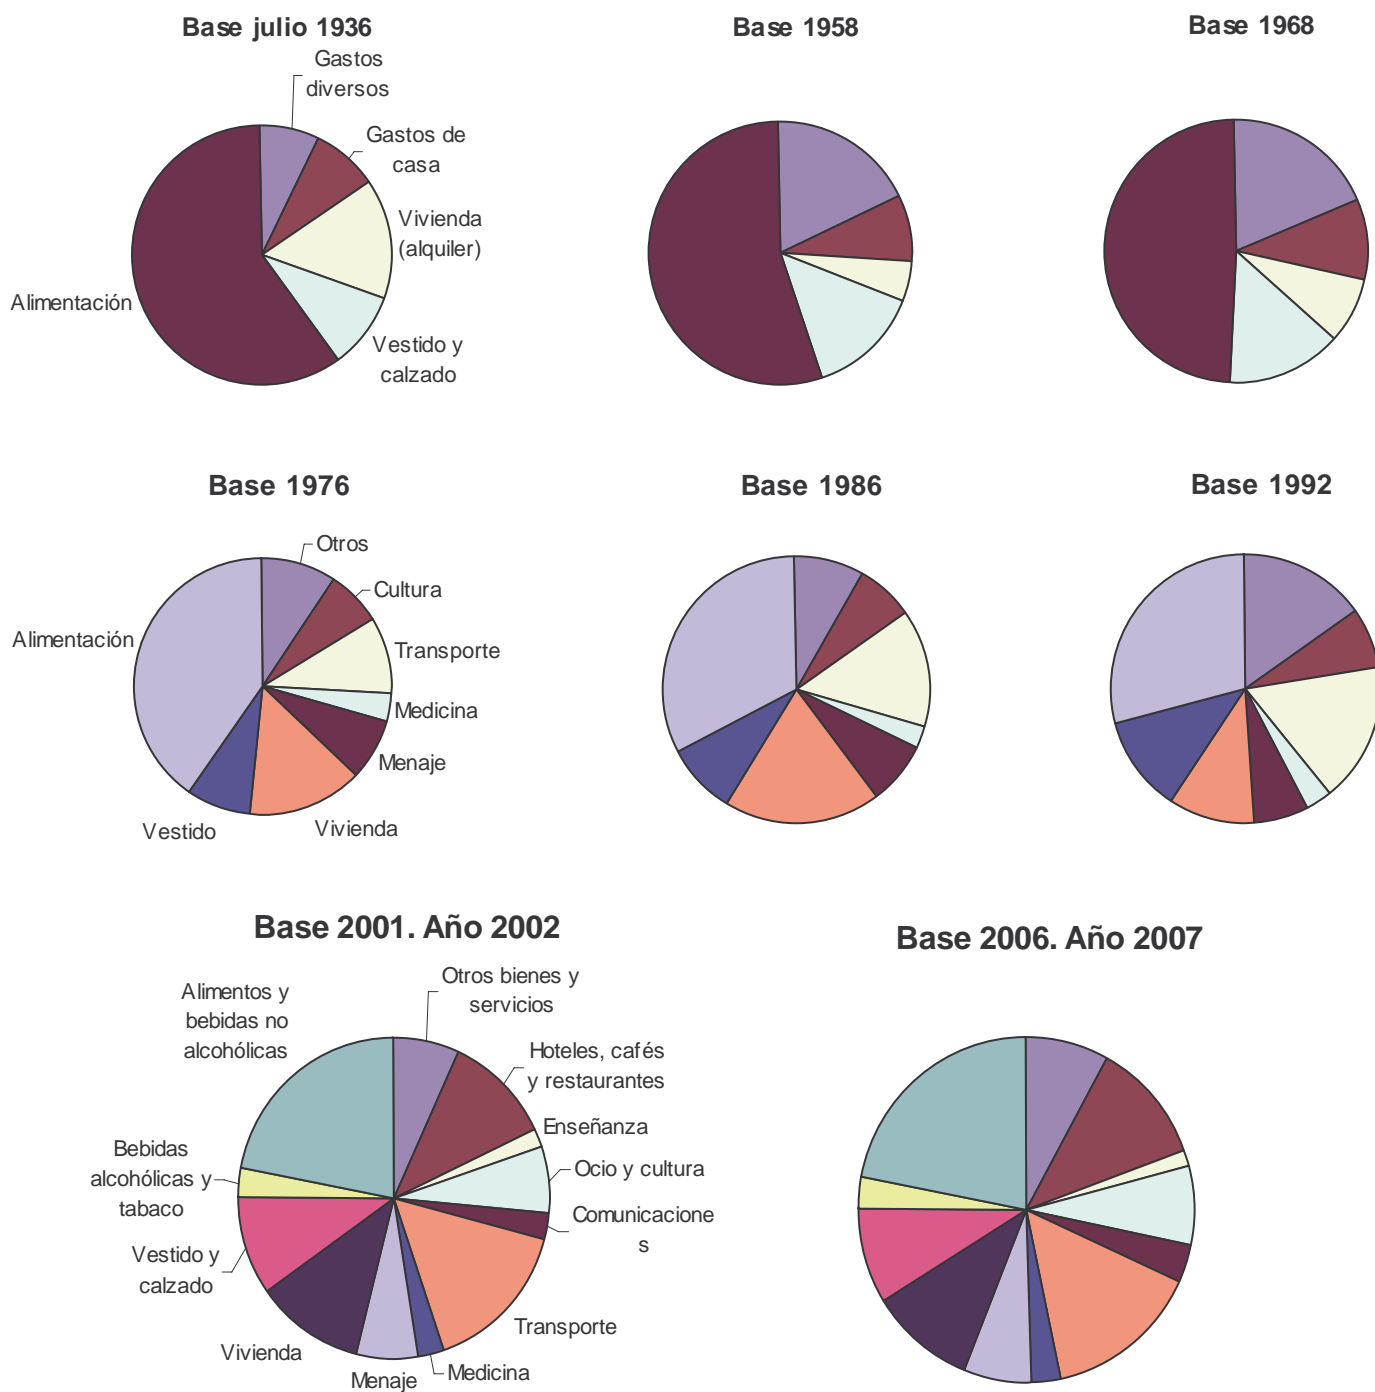 Base julio 1936
Base 1958
Base 1968
Gastos
diversos
Gastos de
casa
Vivienda
(alquiler)
Alimentación
Vestido y
calzado
Base 1976
Base 1986
Base 1992
Otros
Cultura
Alimentación
Transporte
Medicina
Menaje
Vestido
Vivienda
Base 2001. Año 2002
Base 2006. Año 2007
Alimentos y
bebidas no
alcohólicas
Otros bienes y
servicios
Hoteles, cafés
y restaurantes
Enseñanza
Ocio y cultura
Bebidas
alcohólicas y
tabaco
Comunicacione
s
Vestido y
calzado
Transporte
Vivienda
Menaje
Medicina